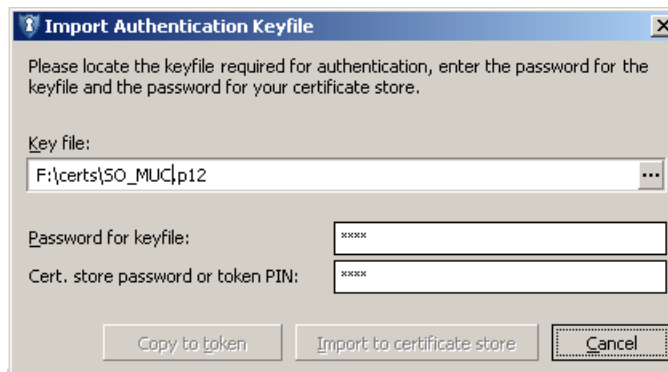 Import Authentication Keyfile
Please locate the keyfile required for authentication, enter the password for the
keyfile and the password for your certificate store.
Key file:
F:\certs\SO_MUC.p12
...
Password for keyfile:
****
Cert. store password or token PIN:
****
Copy to token
Import to certificate store
Cancel